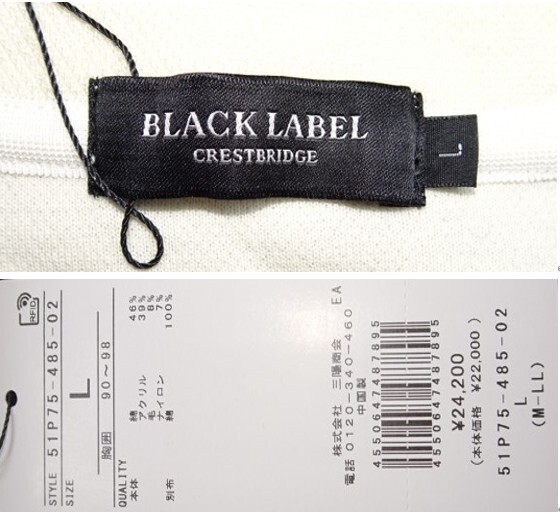 BLACK LABEL
CRESTBRIDGE
L
RFID
STYLE 51P75-485-02
SIZE
L
胸囲 90~98
QUALITY
本体 綿 46%
アクリル 39%
毛 8%
ナイロン 7%
別布 綿 100%
株式会社 三陽商会
電話 0120-340-460 EA
中国製
4550647487895
4550647487895
¥24,200
(本体価格 ¥22,000)
51P75-485-02
L
(M-LL)